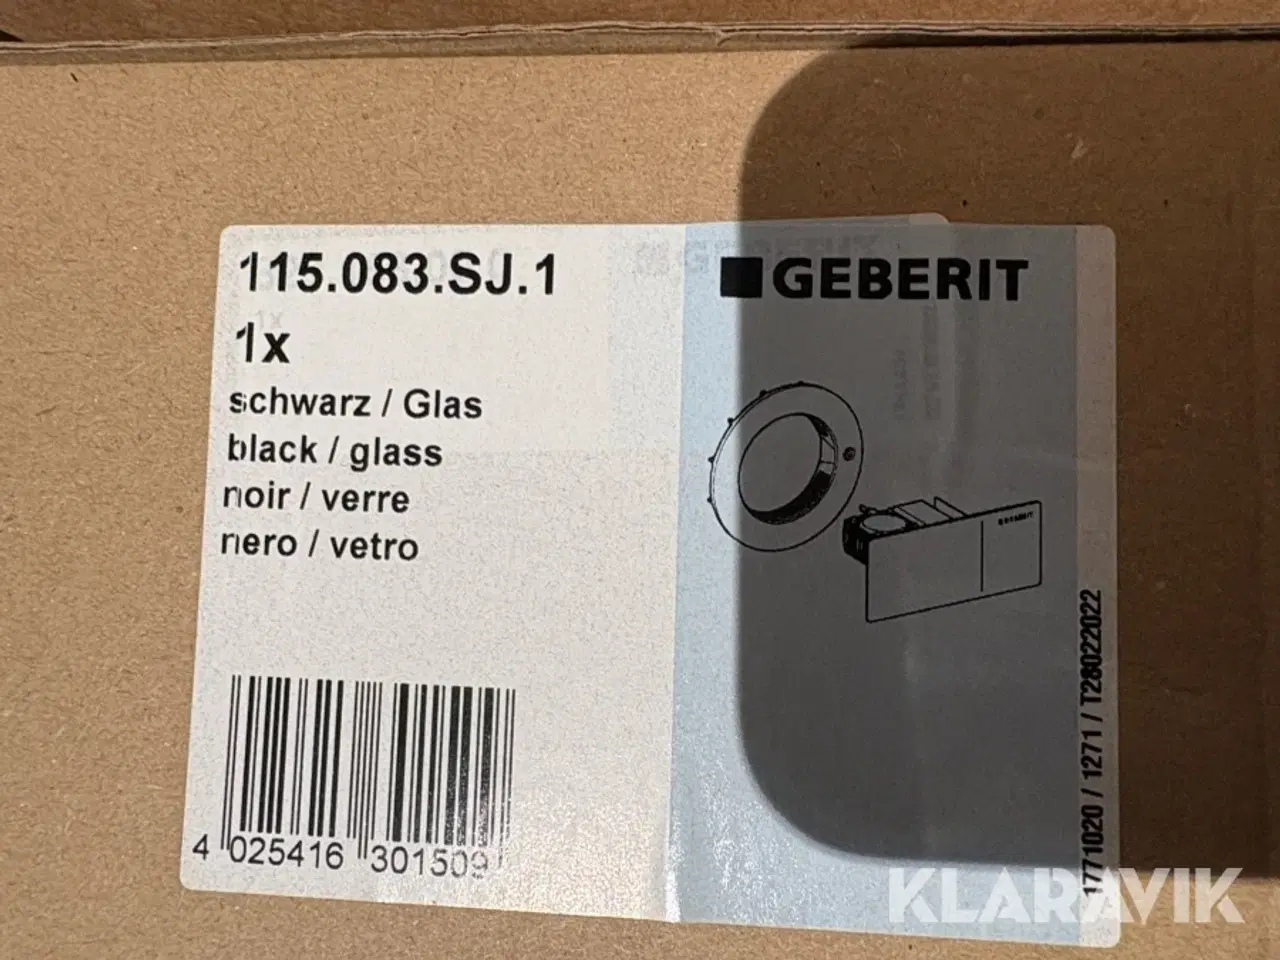 115.083.SJ.1
GEBERIT
1x
schwarz / Glas
black / glass
noir / verre
nero / vetro
GEBERIT
4 025416 301509
1771020 / 1271 / T28022022
KLARAVIK